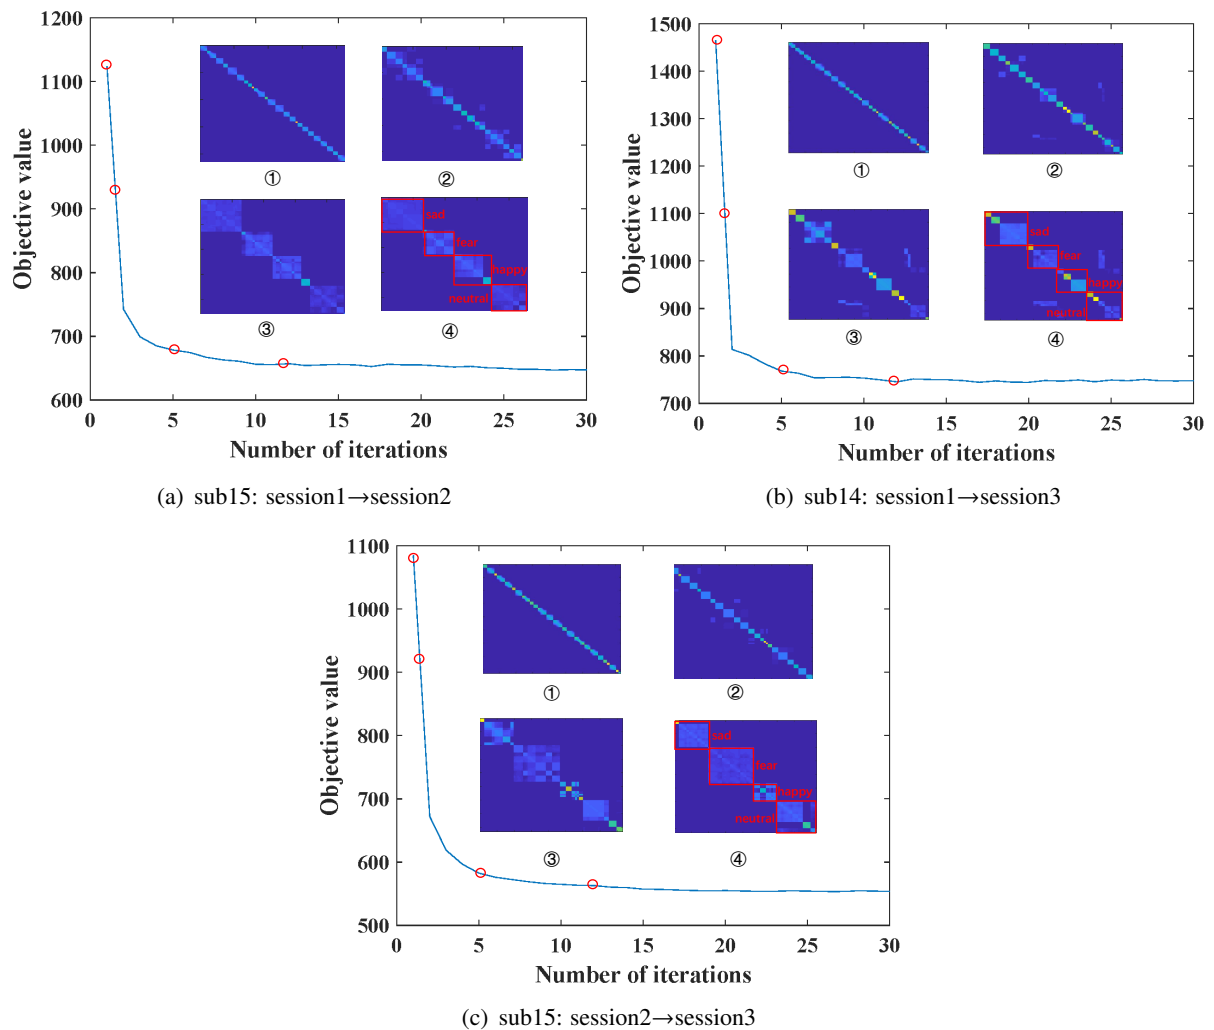 1200
1100
1000
900
800
700
600
Objective value
① ②
sad
fear
happy
neutral
③ ④
0 5 10 15 20 25 30
Number of iterations
(a) sub15: session1→session2
1500
1400
1300
1200
1100
1000
900
800
700
Objective value
① ②
sad
fear
happy
neutral
③ ④
0 5 10 15 20 25 30
Number of iterations
(b) sub14: session1→session3
1100
1000
900
800
700
600
500
Objective value
① ②
sad
fear
happy
neutral
③ ④
0 5 10 15 20 25 30
Number of iterations
(c) sub15: session2→session3